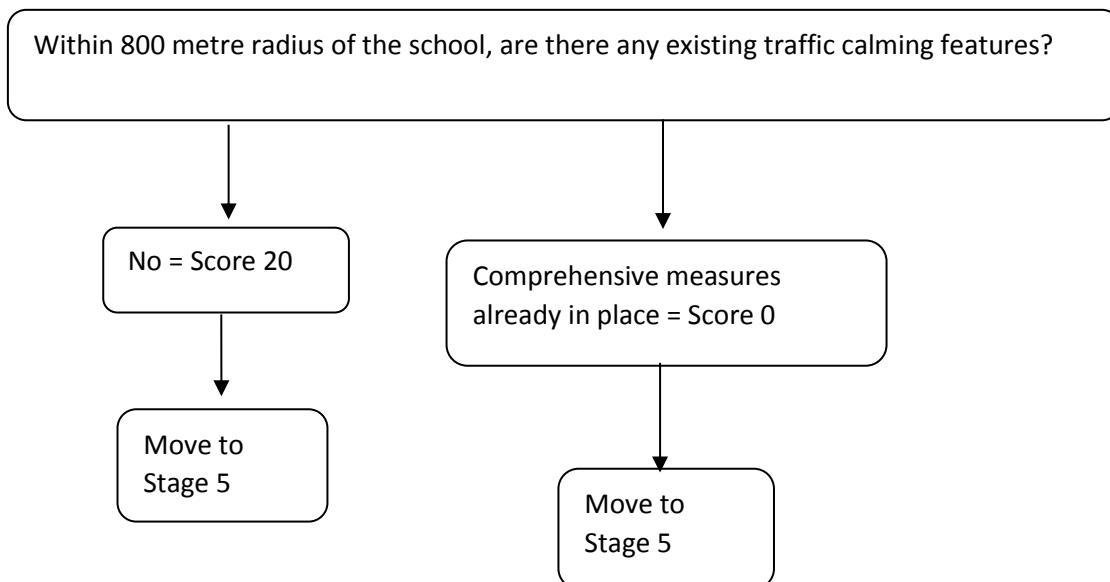 Within 800 metre radius of the school, are there any existing traffic calming features?
No = Score 20
Comprehensive measures
already in place = Score 0
Move to
Stage 5
Move to
Stage 5